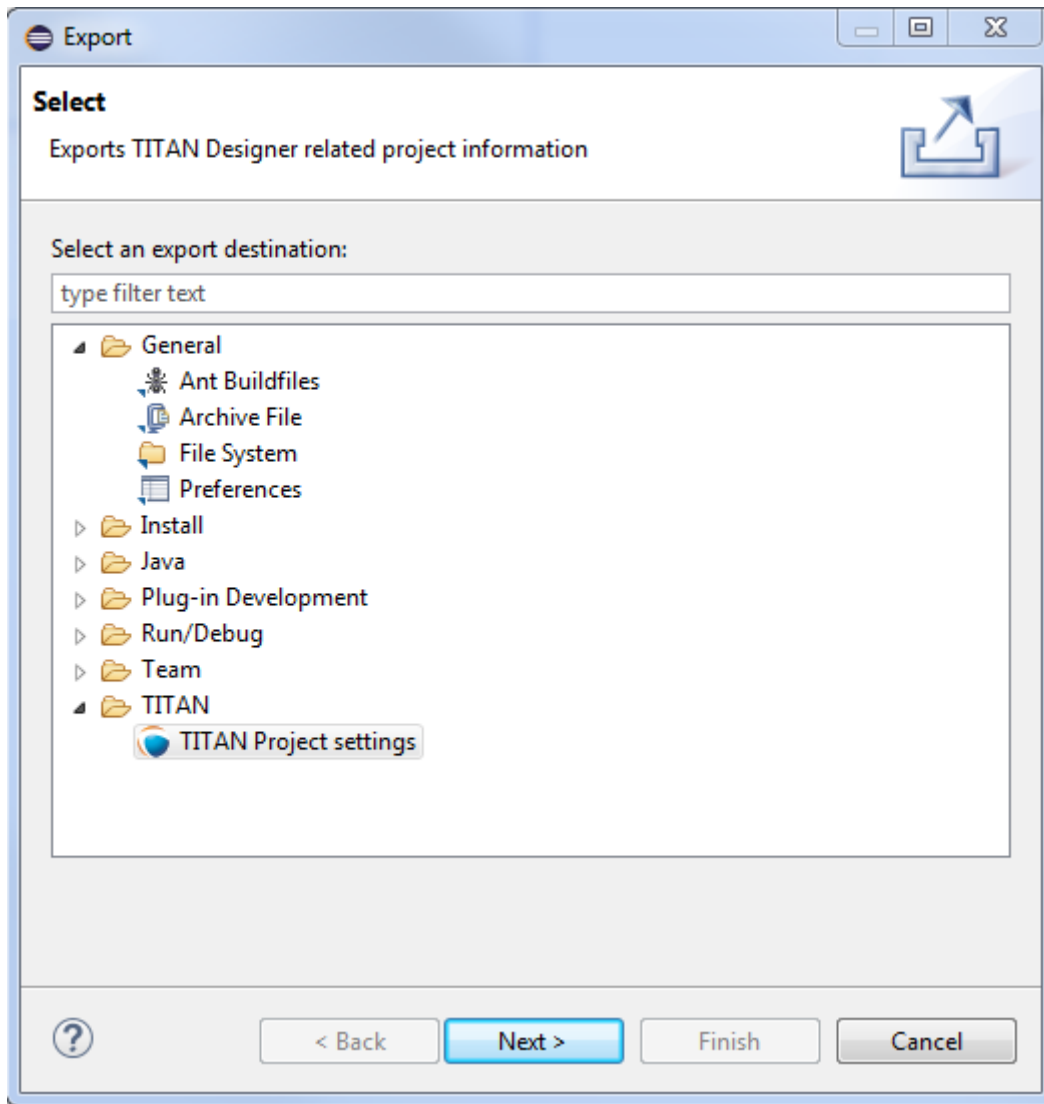 Export
Select
Exports TITAN Designer related project information
Select an export destination:
type filter text
General
Ant Buildfiles
Archive File
File System
Preferences
Install
Java
Plug-in Development
Run/Debug
Team
TITAN
TITAN Project settings
? < Back Next > Finish Cancel